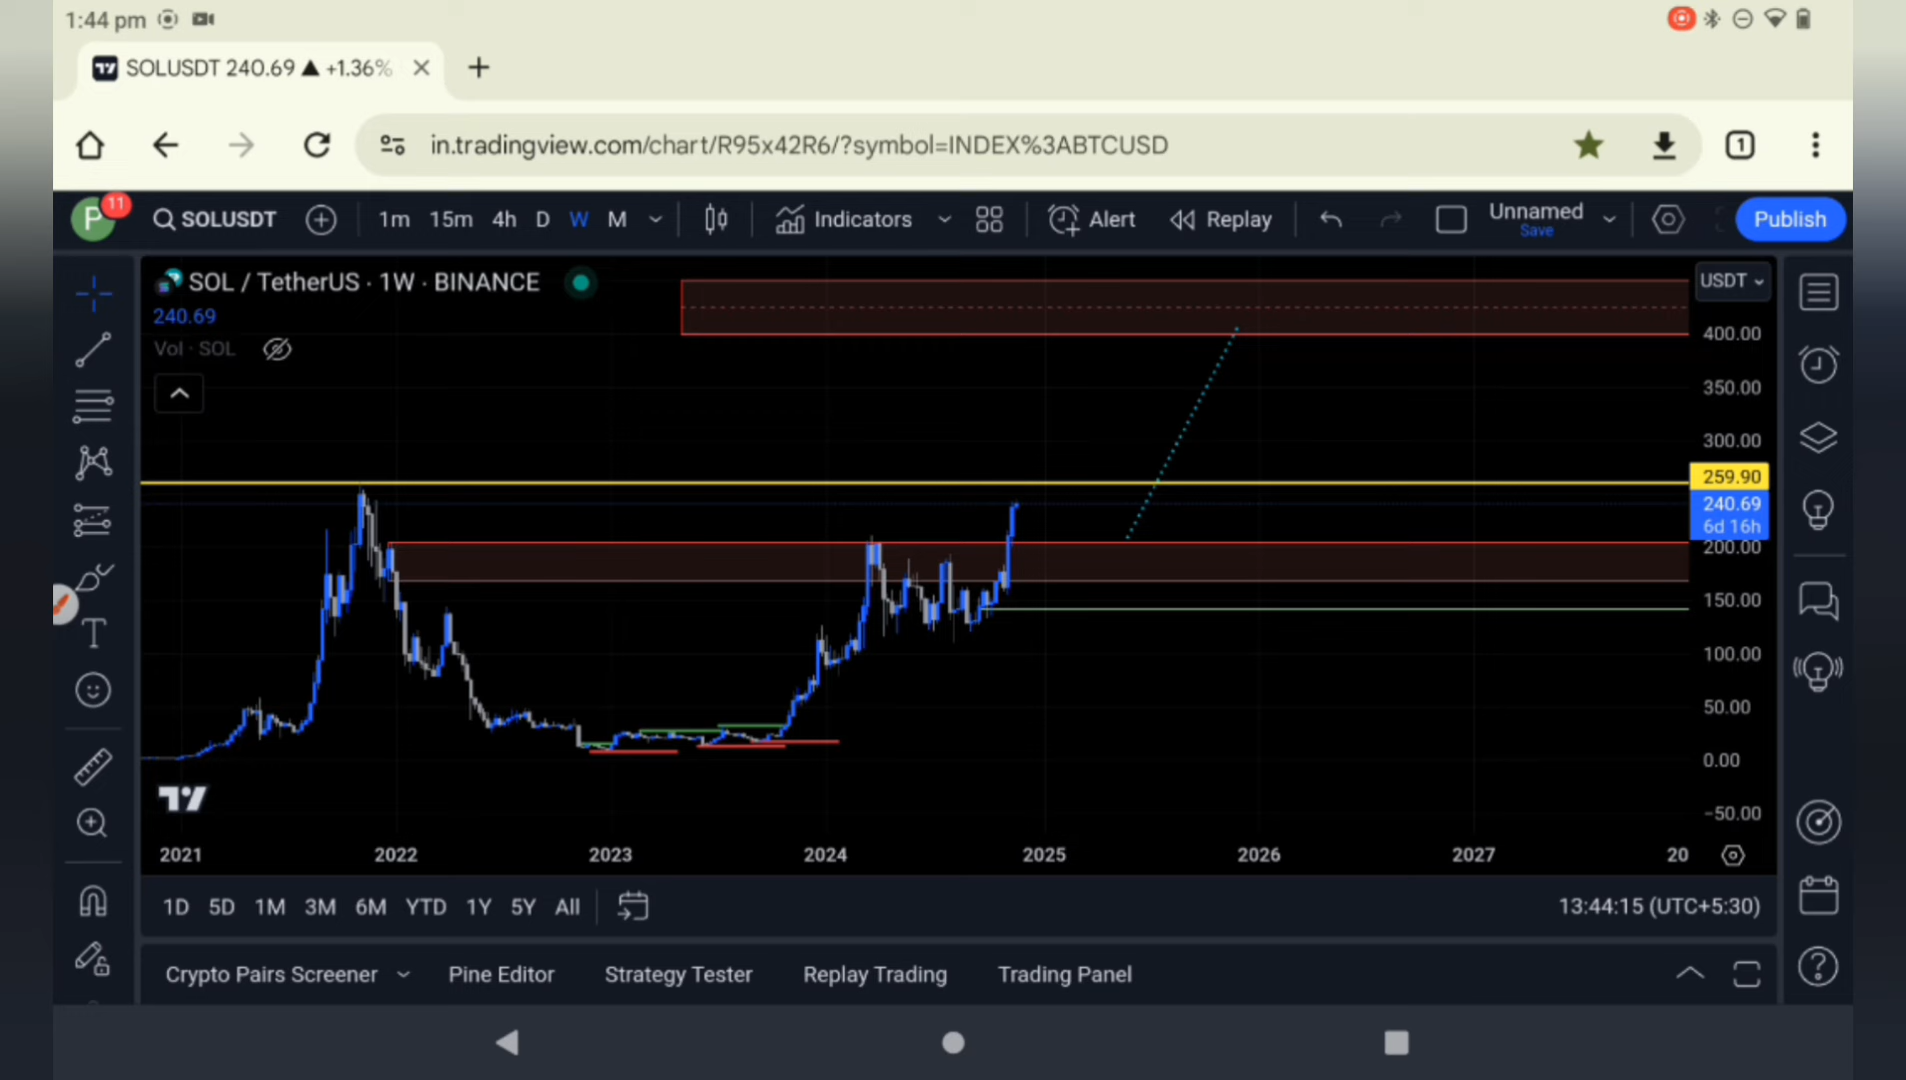 1:44 pm
SOLUSDT 240.69 ▲ +1.36%
in.tradingview.com/chart/R95x42R6/?symbol=INDEX%3ABTCUSD
1
P
11
SOLUSDT
1m 15m 4h D W M
Indicators
Alert
Replay
Unnamed
Save
Publish
SOL / TetherUS · 1W · BINANCE
240.69
Vol · SOL
USDT
400.00
350.00
300.00
259.90
240.69
6d 16h
200.00
150.00
100.00
50.00
0.00
−50.00
2021 2022 2023 2024 2025 2026 2027 20
1D 5D 1M 3M 6M YTD 1Y 5Y All
13:44:15 (UTC+5:30)
Crypto Pairs Screener Pine Editor Strategy Tester Replay Trading Trading Panel